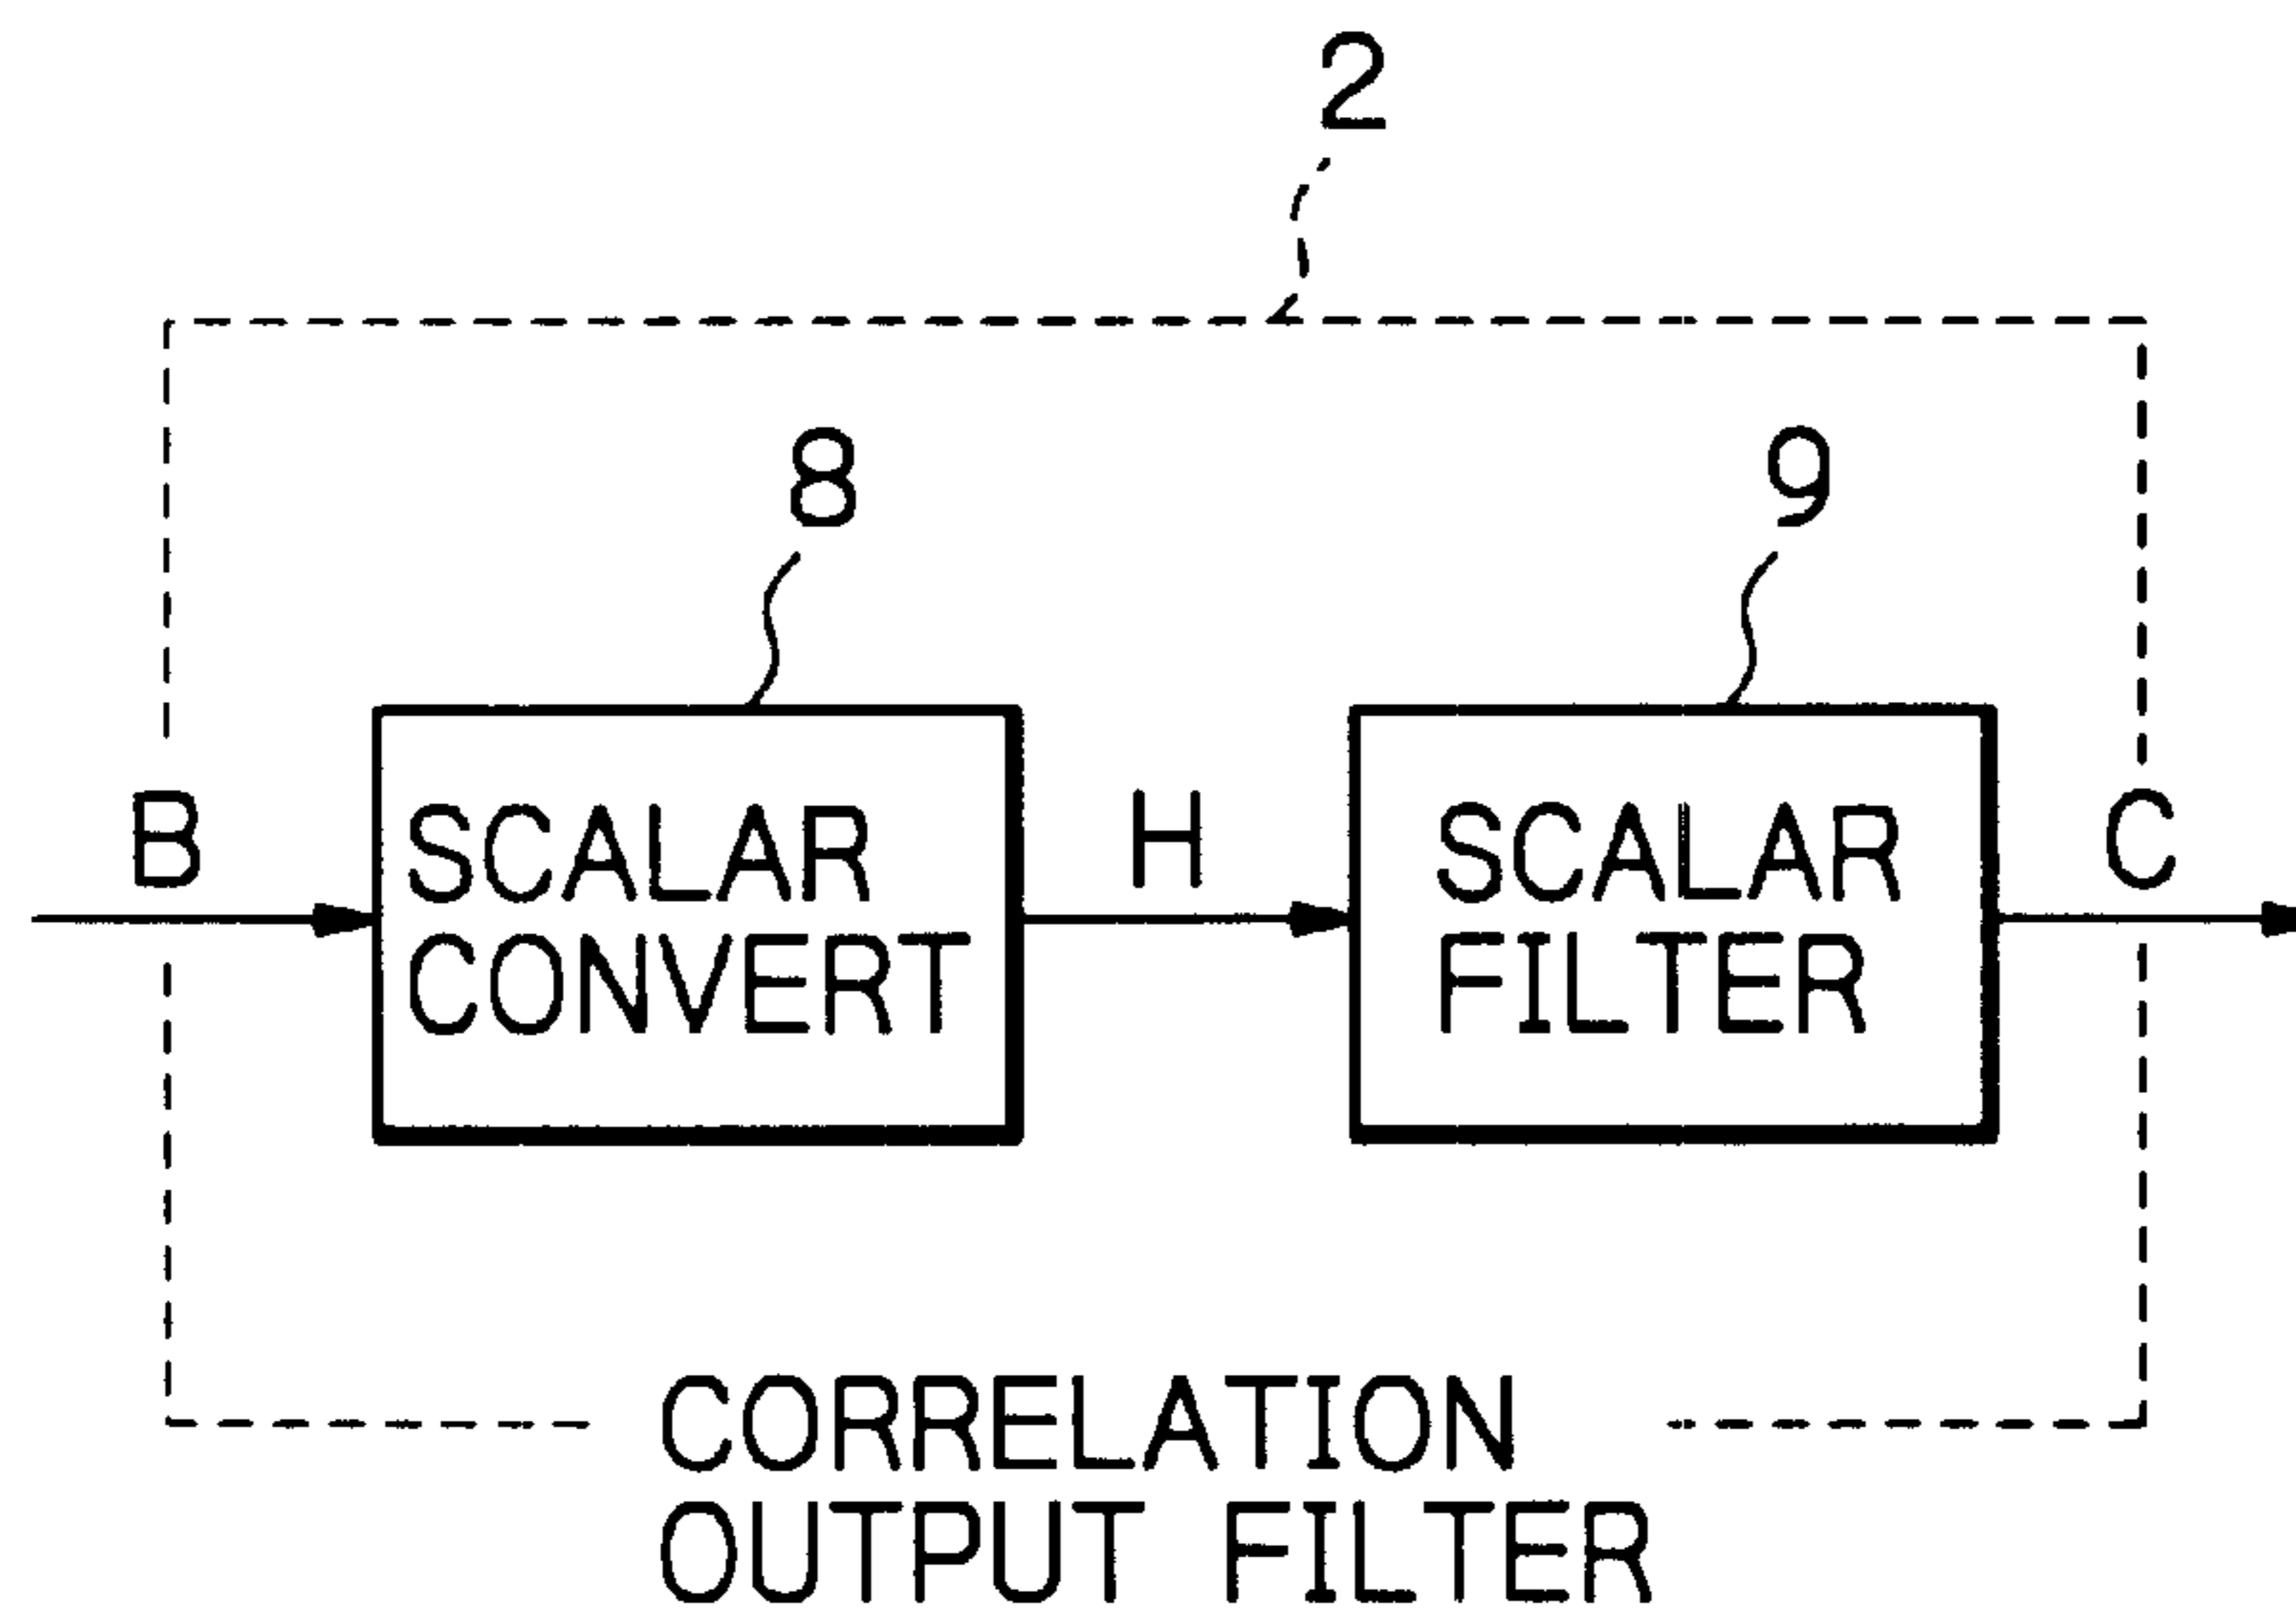 2
8
9
B
SCALAR
CONVERT
H
SCALAR
FILTER
C
CORRELATION
OUTPUT FILTER